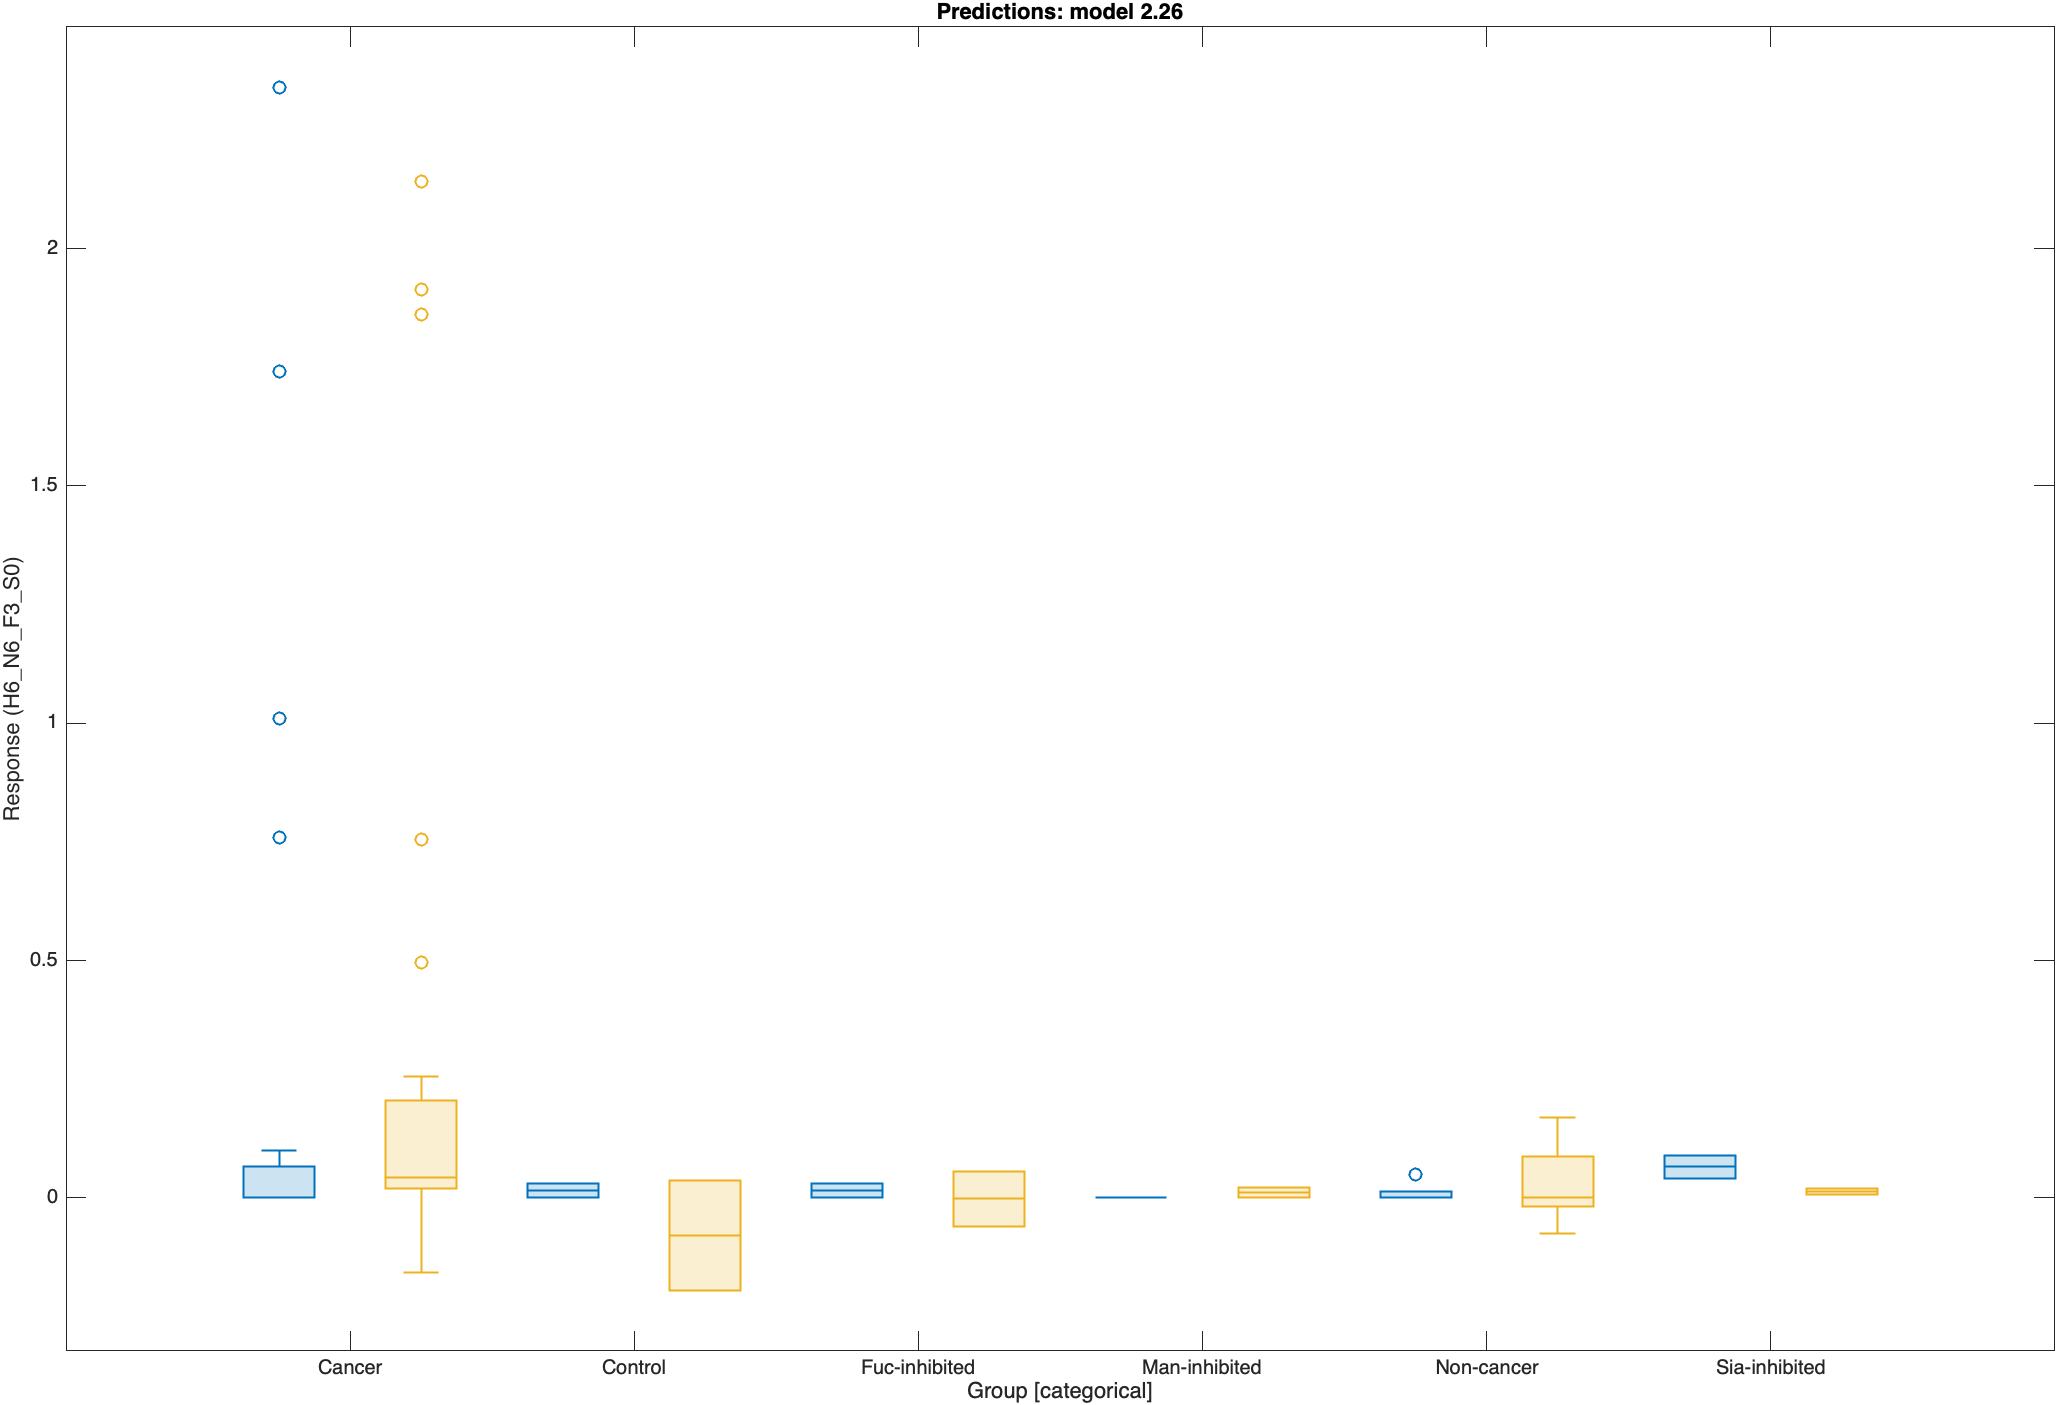 Predictions: model 2.26
2
1.5
1
0.5
0
Response (H6_N6_F3_S0)
Cancer
Control
Fuc-inhibited
Man-inhibited
Non-cancer
Sia-inhibited
Group [categorical]